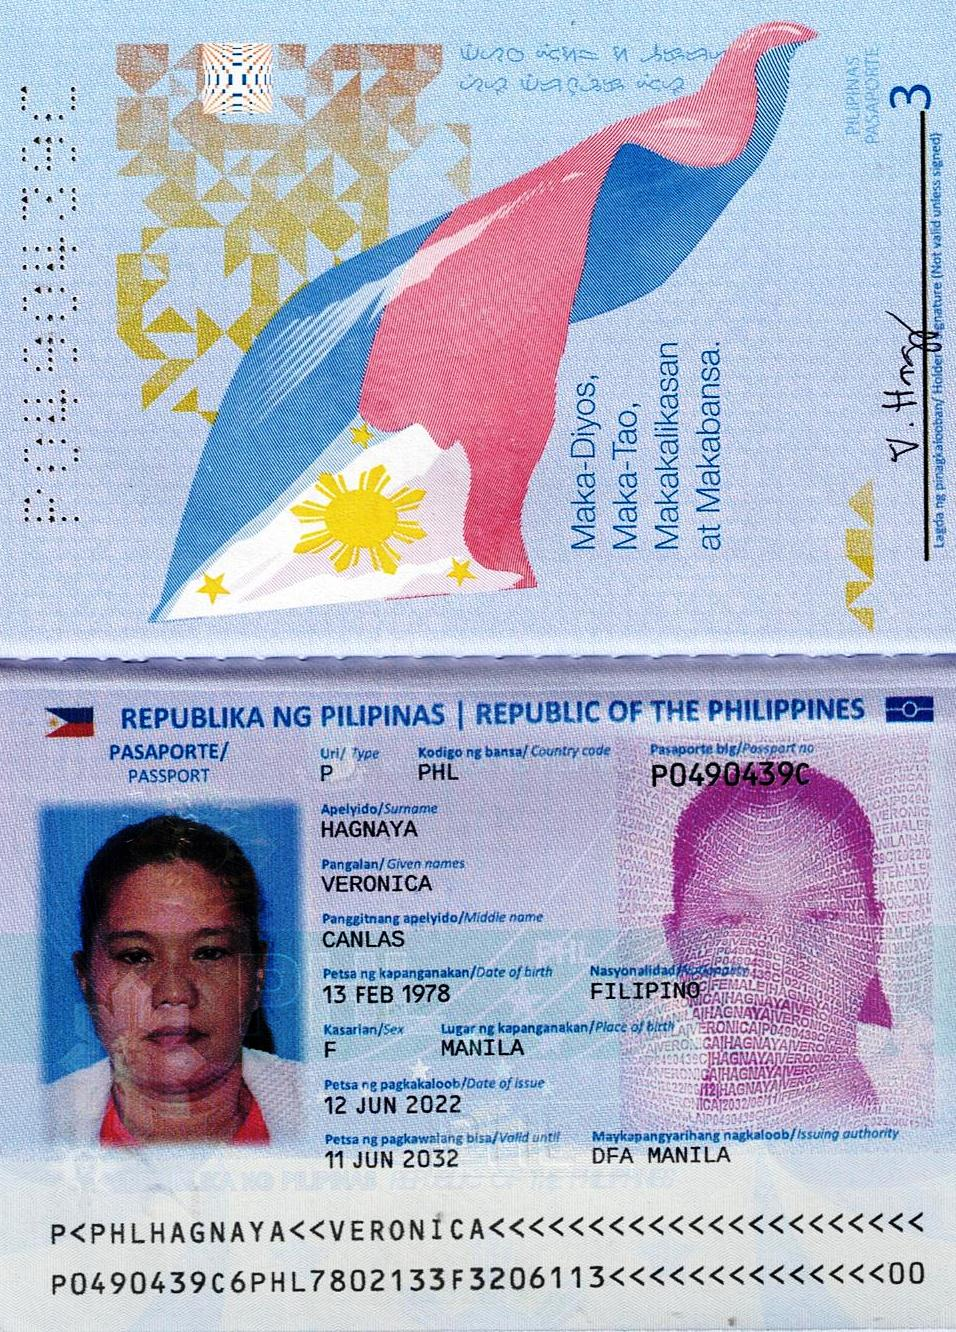 P0490439C
PILIPINAS
PASAPORTE
3
Maka-Diyos,
Maka-Tao,
Makakalikasan
at Makabansa.
Lagda ng pinagkalooban/ Holder signature (Not valid unless signed)
REPUBLIKA NG PILIPINAS | REPUBLIC OF THE PHILIPPINES
PASAPORTE/
PASSPORT
Uri/ Type
Kodigo ng bansa/ Country code
Pasaporte blg/Passport no
P
PHL
P0490439C
Apelyido/Surname
HAGNAYA
Pangalan/ Given names
VERONICA
Panggitnang apelyido/Middle name
CANLAS
Petsa ng kapanganakan/Date of birth
Nasyonalidad/Nationality
13 FEB 1978
FILIPINO
Kasarian/Sex
Lugar ng kapanganakan/Place of birth
F
MANILA
Petsa ng pagkakaloob/Date of issue
12 JUN 2022
Petsa ng pagkawalang bisa/Valid until
Maykapangyarihang nagkaloob/Issuing authority
11 JUN 2032
DFA MANILA
P<PHLHAGNAYA<<VERONICA<<<<<<<<<<<<<<<<<<<<<<
P0490439C6PHL7802133F3206113<<<<<<<<<<<<<<00